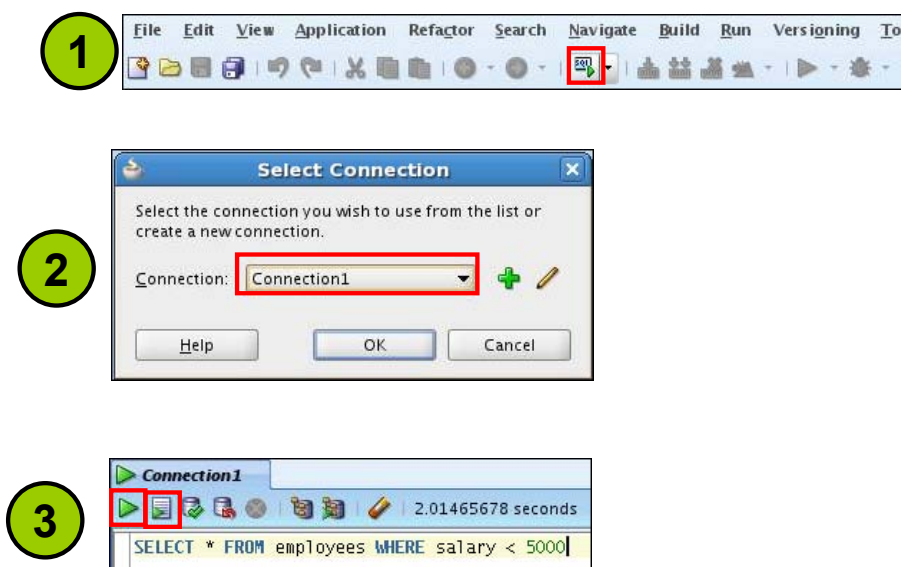 1
File Edit View Application Refactor Search Navigate Build Run Versioning To
SQL
Select Connection
Select the connection you wish to use from the list or
create a new connection.
2
Connection: Connection1
Help OK Cancel
3
Connection1
2.01465678 seconds
SELECT * FROM employees WHERE salary < 5000